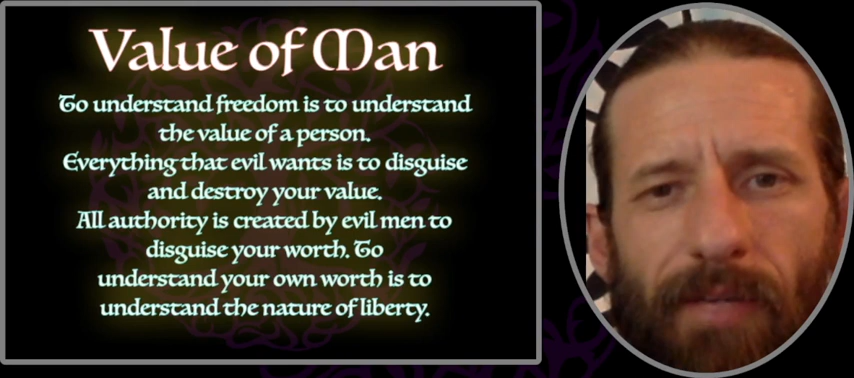 Value of Man
To understand freedom is to understand
the value of a person.
Everything that evil wants is to disguise
and destroy your value.
All authority is created by evil men to
disguise your worth. To
understand your own worth is to
understand the nature of liberty.